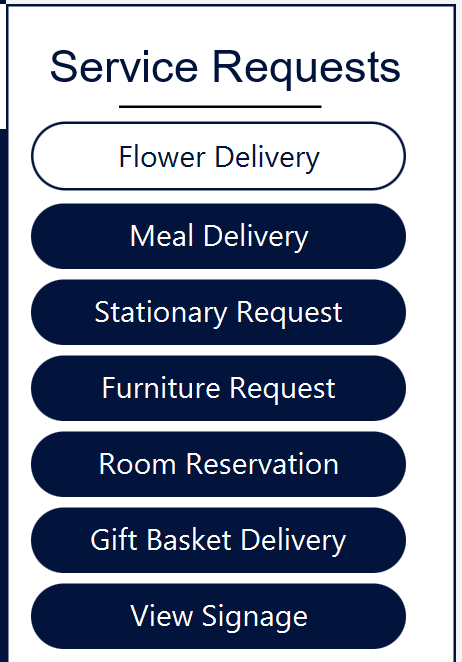 Service Requests
Flower Delivery
Meal Delivery
Stationary Request
Furniture Request
Room Reservation
Gift Basket Delivery
View Signage